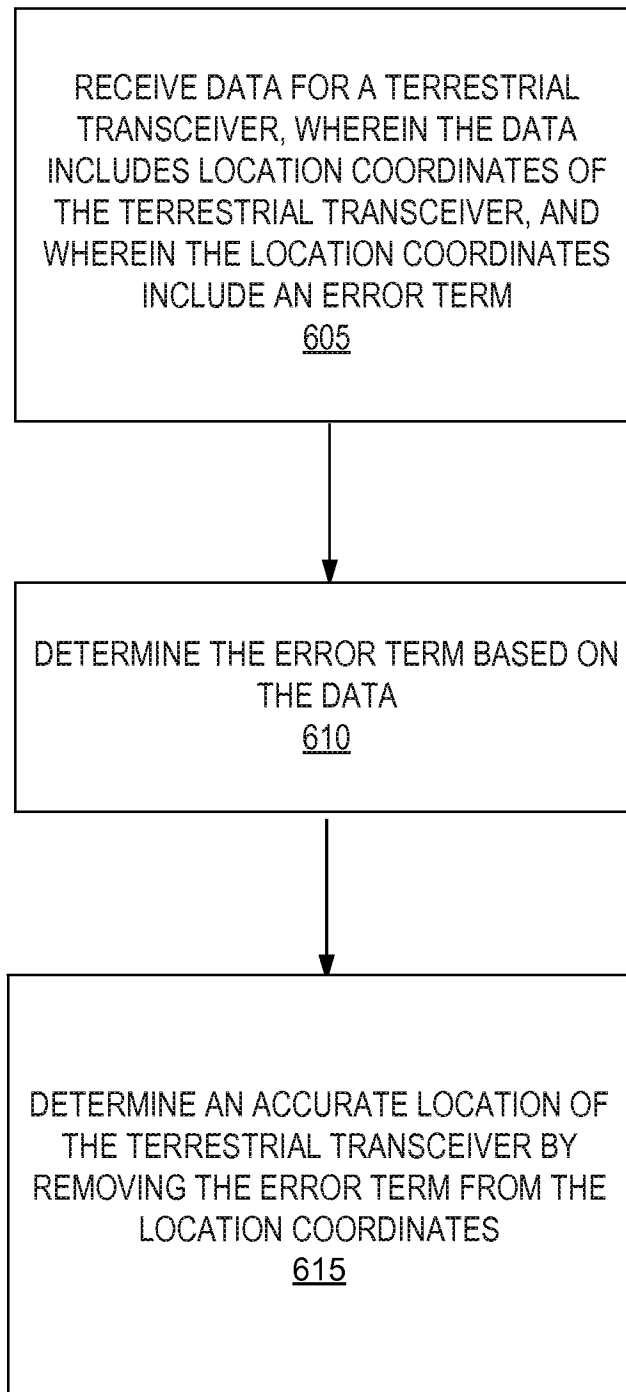 RECEIVE DATA FOR A TERRESTRIAL
TRANSCEIVER, WHEREIN THE DATA
INCLUDES LOCATION COORDINATES OF
THE TERRESTRIAL TRANSCEIVER, AND
WHEREIN THE LOCATION COORDINATES
INCLUDE AN ERROR TERM
605
DETERMINE THE ERROR TERM BASED ON
THE DATA
610
DETERMINE AN ACCURATE LOCATION OF
THE TERRESTRIAL TRANSCEIVER BY
REMOVING THE ERROR TERM FROM THE
LOCATION COORDINATES
615